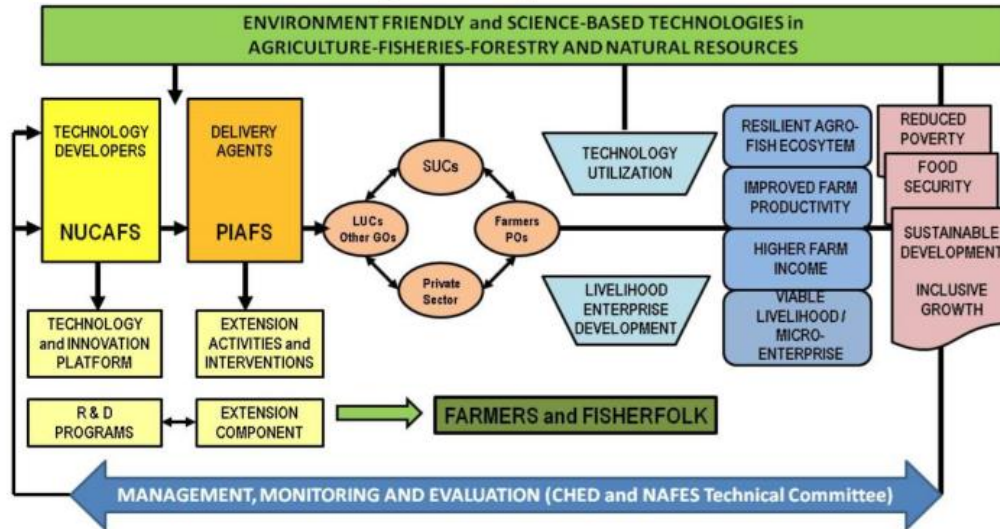 ENVIRONMENT FRIENDLY and SCIENCE-BASED TECHNOLOGIES in
AGRICULTURE-FISHERIES-FORESTRY AND NATURAL RESOURCES
TECHNOLOGY
DEVELOPERS
NUCAFS
DELIVERY
AGENTS
PIAFS
SUCs
LUCs
Other GOs
Farmers
POs
Private
Sector
TECHNOLOGY
UTILIZATION
LIVELIHOOD
ENTERPRISE
DEVELOPMENT
RESILIENT AGRO-
FISH ECOSYTEM
IMPROVED FARM
PRODUCTIVITY
HIGHER FARM
INCOME
VIABLE
LIVELIHOOD /
MICRO-
ENTERPRISE
REDUCED
POVERTY
FOOD
SECURITY
SUSTAINABLE
DEVELOPMENT
INCLUSIVE
GROWTH
TECHNOLOGY
and INNOVATION
PLATFORM
EXTENSION
ACTIVITIES and
INTERVENTIONS
R & D
PROGRAMS
EXTENSION
COMPONENT
FARMERS and FISHERFOLK
MANAGEMENT, MONITORING AND EVALUATION (CHED and NAFES Technical Committee)